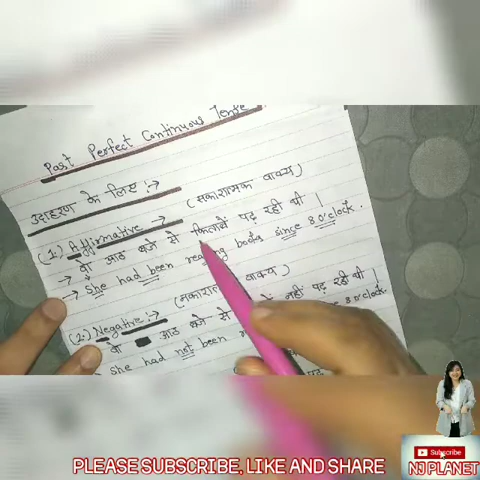 Past Perfect Continuous Tense
उदाहरण के लिए :→
(1.) Affirmative :→ (सकारात्मक वाक्य)
→ वो आठ बजे से किताबें पढ़ रही थी |
→ She had been reading books since 8 o'clock.
(2.) Negative :→ (नकारात्मक वाक्य)
वो आठ बजे से नहीं पढ़ रही थी |
She had not been 8 o'clock.
Subscribe
NJ PLANET
PLEASE SUBSCRIBE, LIKE AND SHARE